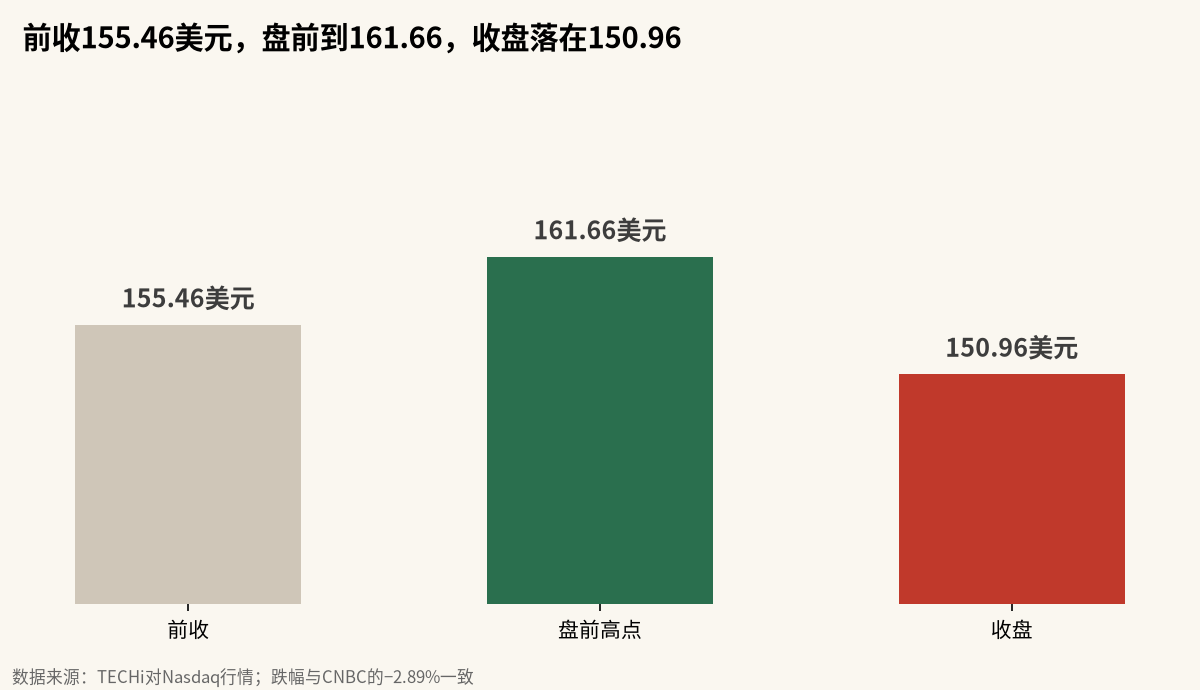 前收155.46美元，盘前到161.66，收盘落在150.96
161.66美元
155.46美元
150.96美元
前收
盘前高点
收盘
数据来源：TECHi对Nasdaq行情；跌幅与CNBC的−2.89%一致